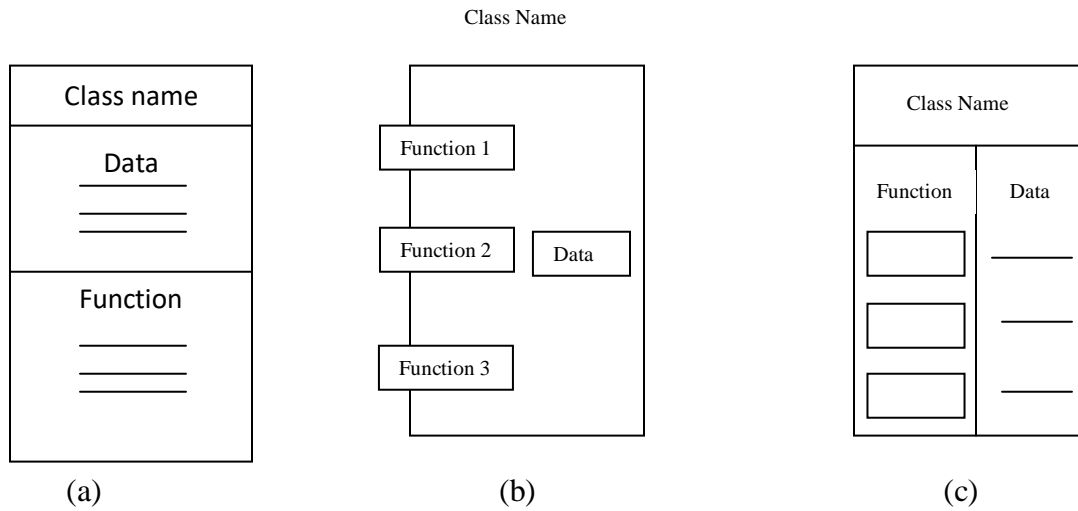 Class Name
Class name
Data
Function
(a)
Function 1
Function 2
Data
Function 3
(b)
Class Name
Function Data
(c)